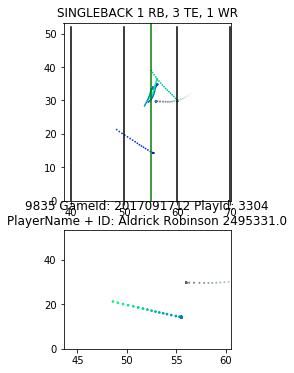 SINGLEBACK 1 RB, 3 TE, 1 WR
50
40
30
20
10
0
40 50 60 70
9835 GameId: 2017091712 PlayId: 3304
PlayerName + ID: Aldrick Robinson 2495331.0
40
20
0
45 50 55 60